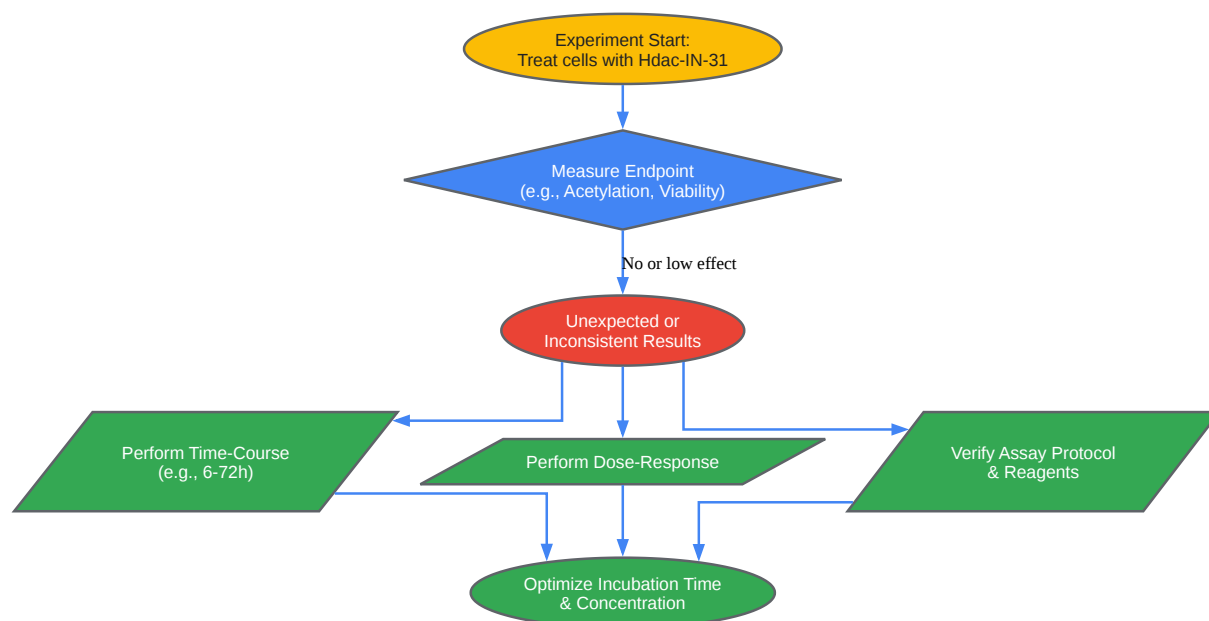 Experiment Start:
Treat cells with Hdac-IN-31
Measure Endpoint
(e.g., Acetylation, Viability)
No or low effect
Unexpected or
Inconsistent Results
Perform Time-Course
(e.g., 6-72h)
Perform Dose-Response
Verify Assay Protocol
& Reagents
Optimize Incubation Time
& Concentration